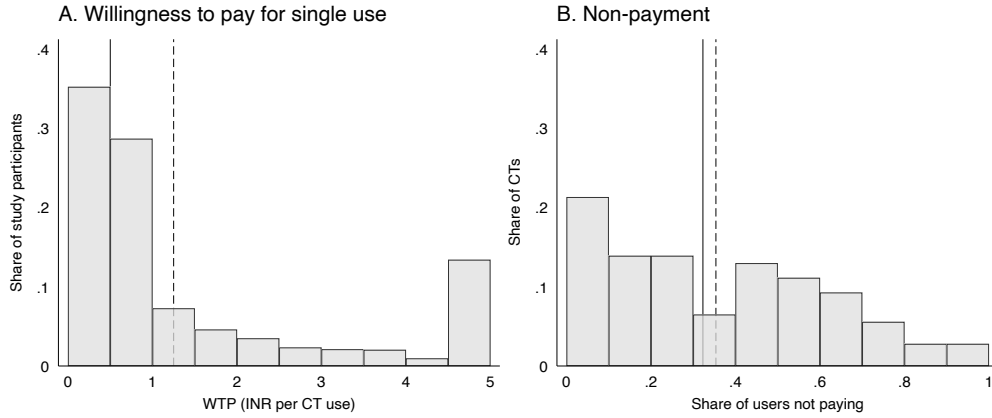 A. Willingness to pay for single use
.4
.3
.2
.1
0
Share of study participants
0 1 2 3 4 5
WTP (INR per CT use)
B. Non-payment
.4
.3
.2
.1
0
Share of CTs
0 .2 .4 .6 .8 1
Share of users not paying